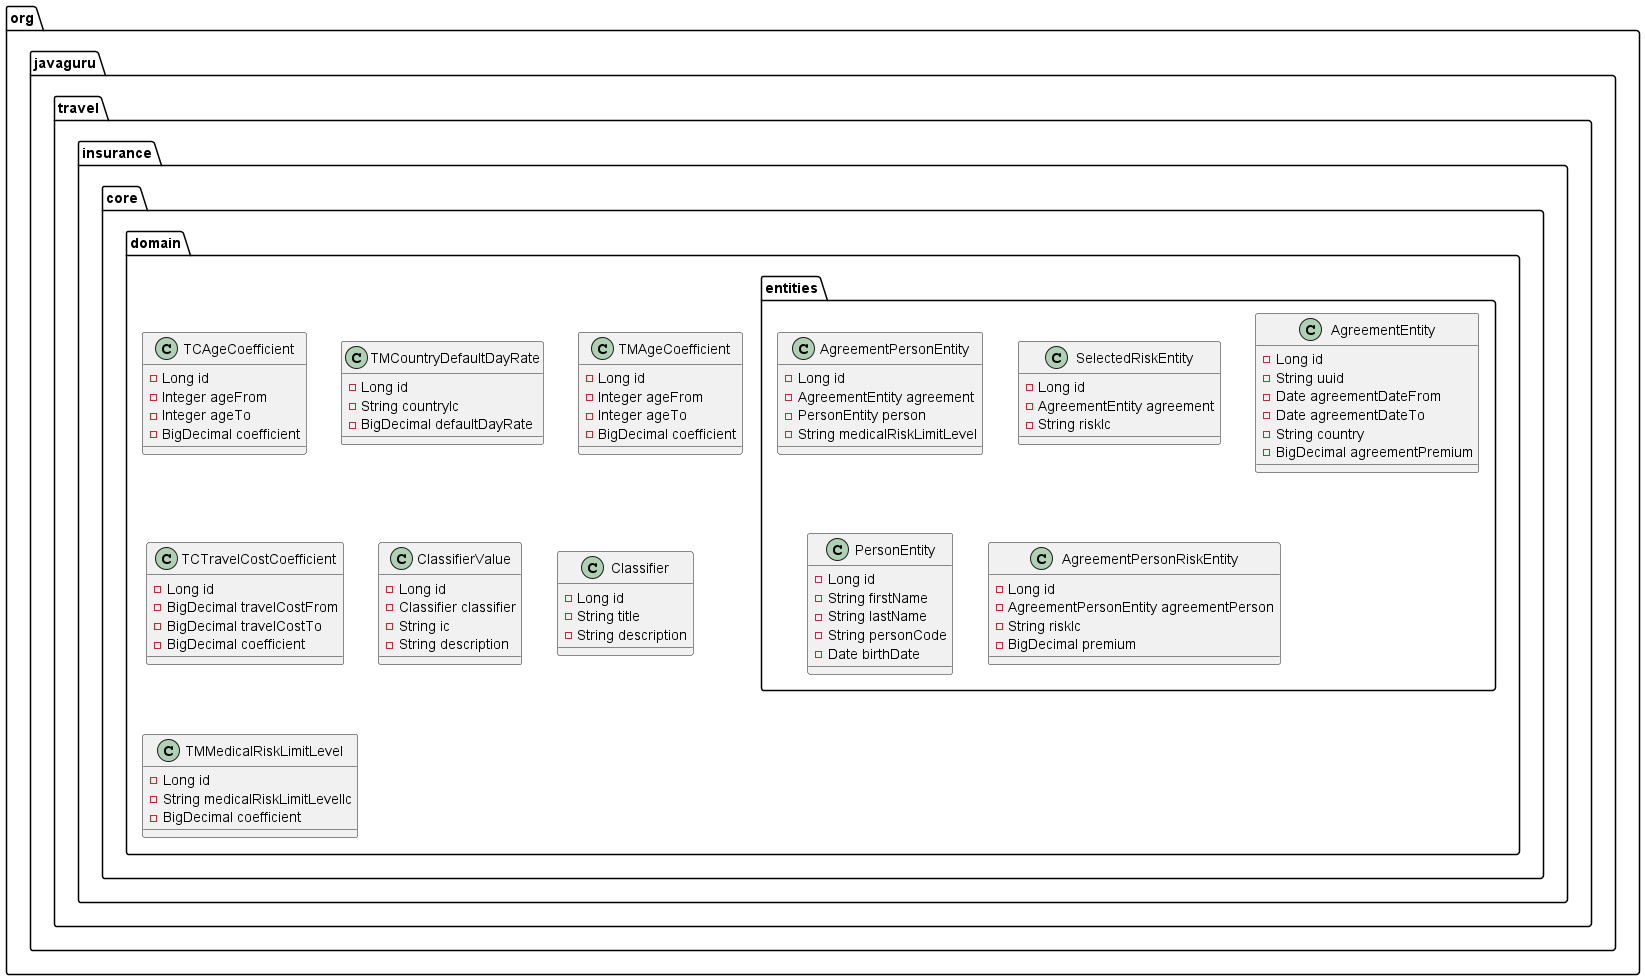 org
javaguru
travel
insurance
core
domain
entities
C TCAgeCoefficient
Long id
Integer ageFrom
Integer ageTo
BigDecimal coefficient
C TMCountryDefaultDayRate
Long id
String countryIc
BigDecimal defaultDayRate
C TMAgeCoefficient
Long id
Integer ageFrom
Integer ageTo
BigDecimal coefficient
C AgreementPersonEntity
Long id
AgreementEntity agreement
PersonEntity person
String medicalRiskLimitLevel
C SelectedRiskEntity
Long id
AgreementEntity agreement
String riskIc
C AgreementEntity
Long id
String uuid
Date agreementDateFrom
Date agreementDateTo
String country
BigDecimal agreementPremium
C TCTravelCostCoefficient
Long id
BigDecimal travelCostFrom
BigDecimal travelCostTo
BigDecimal coefficient
C ClassifierValue
Long id
Classifier classifier
String ic
String description
C Classifier
Long id
String title
String description
C PersonEntity
Long id
String firstName
String lastName
String personCode
Date birthDate
C AgreementPersonRiskEntity
Long id
AgreementPersonEntity agreementPerson
String riskIc
BigDecimal premium
C TMMedicalRiskLimitLevel
Long id
String medicalRiskLimitLevelIc
BigDecimal coefficient